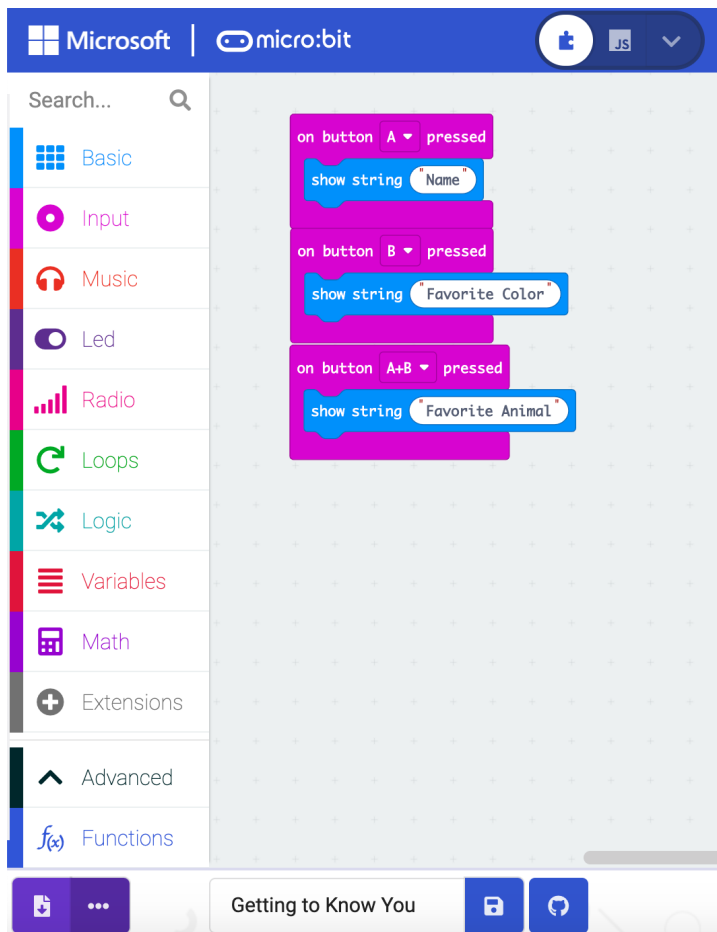 Microsoft | micro:bit JS
Search...
Basic
Input
Music
Led
Radio
Loops
Logic
Variables
Math
Extensions
Advanced
f(x) Functions
on button A pressed
show string "Name"
on button B pressed
show string "Favorite Color"
on button A+B pressed
show string "Favorite Animal"
Getting to Know You